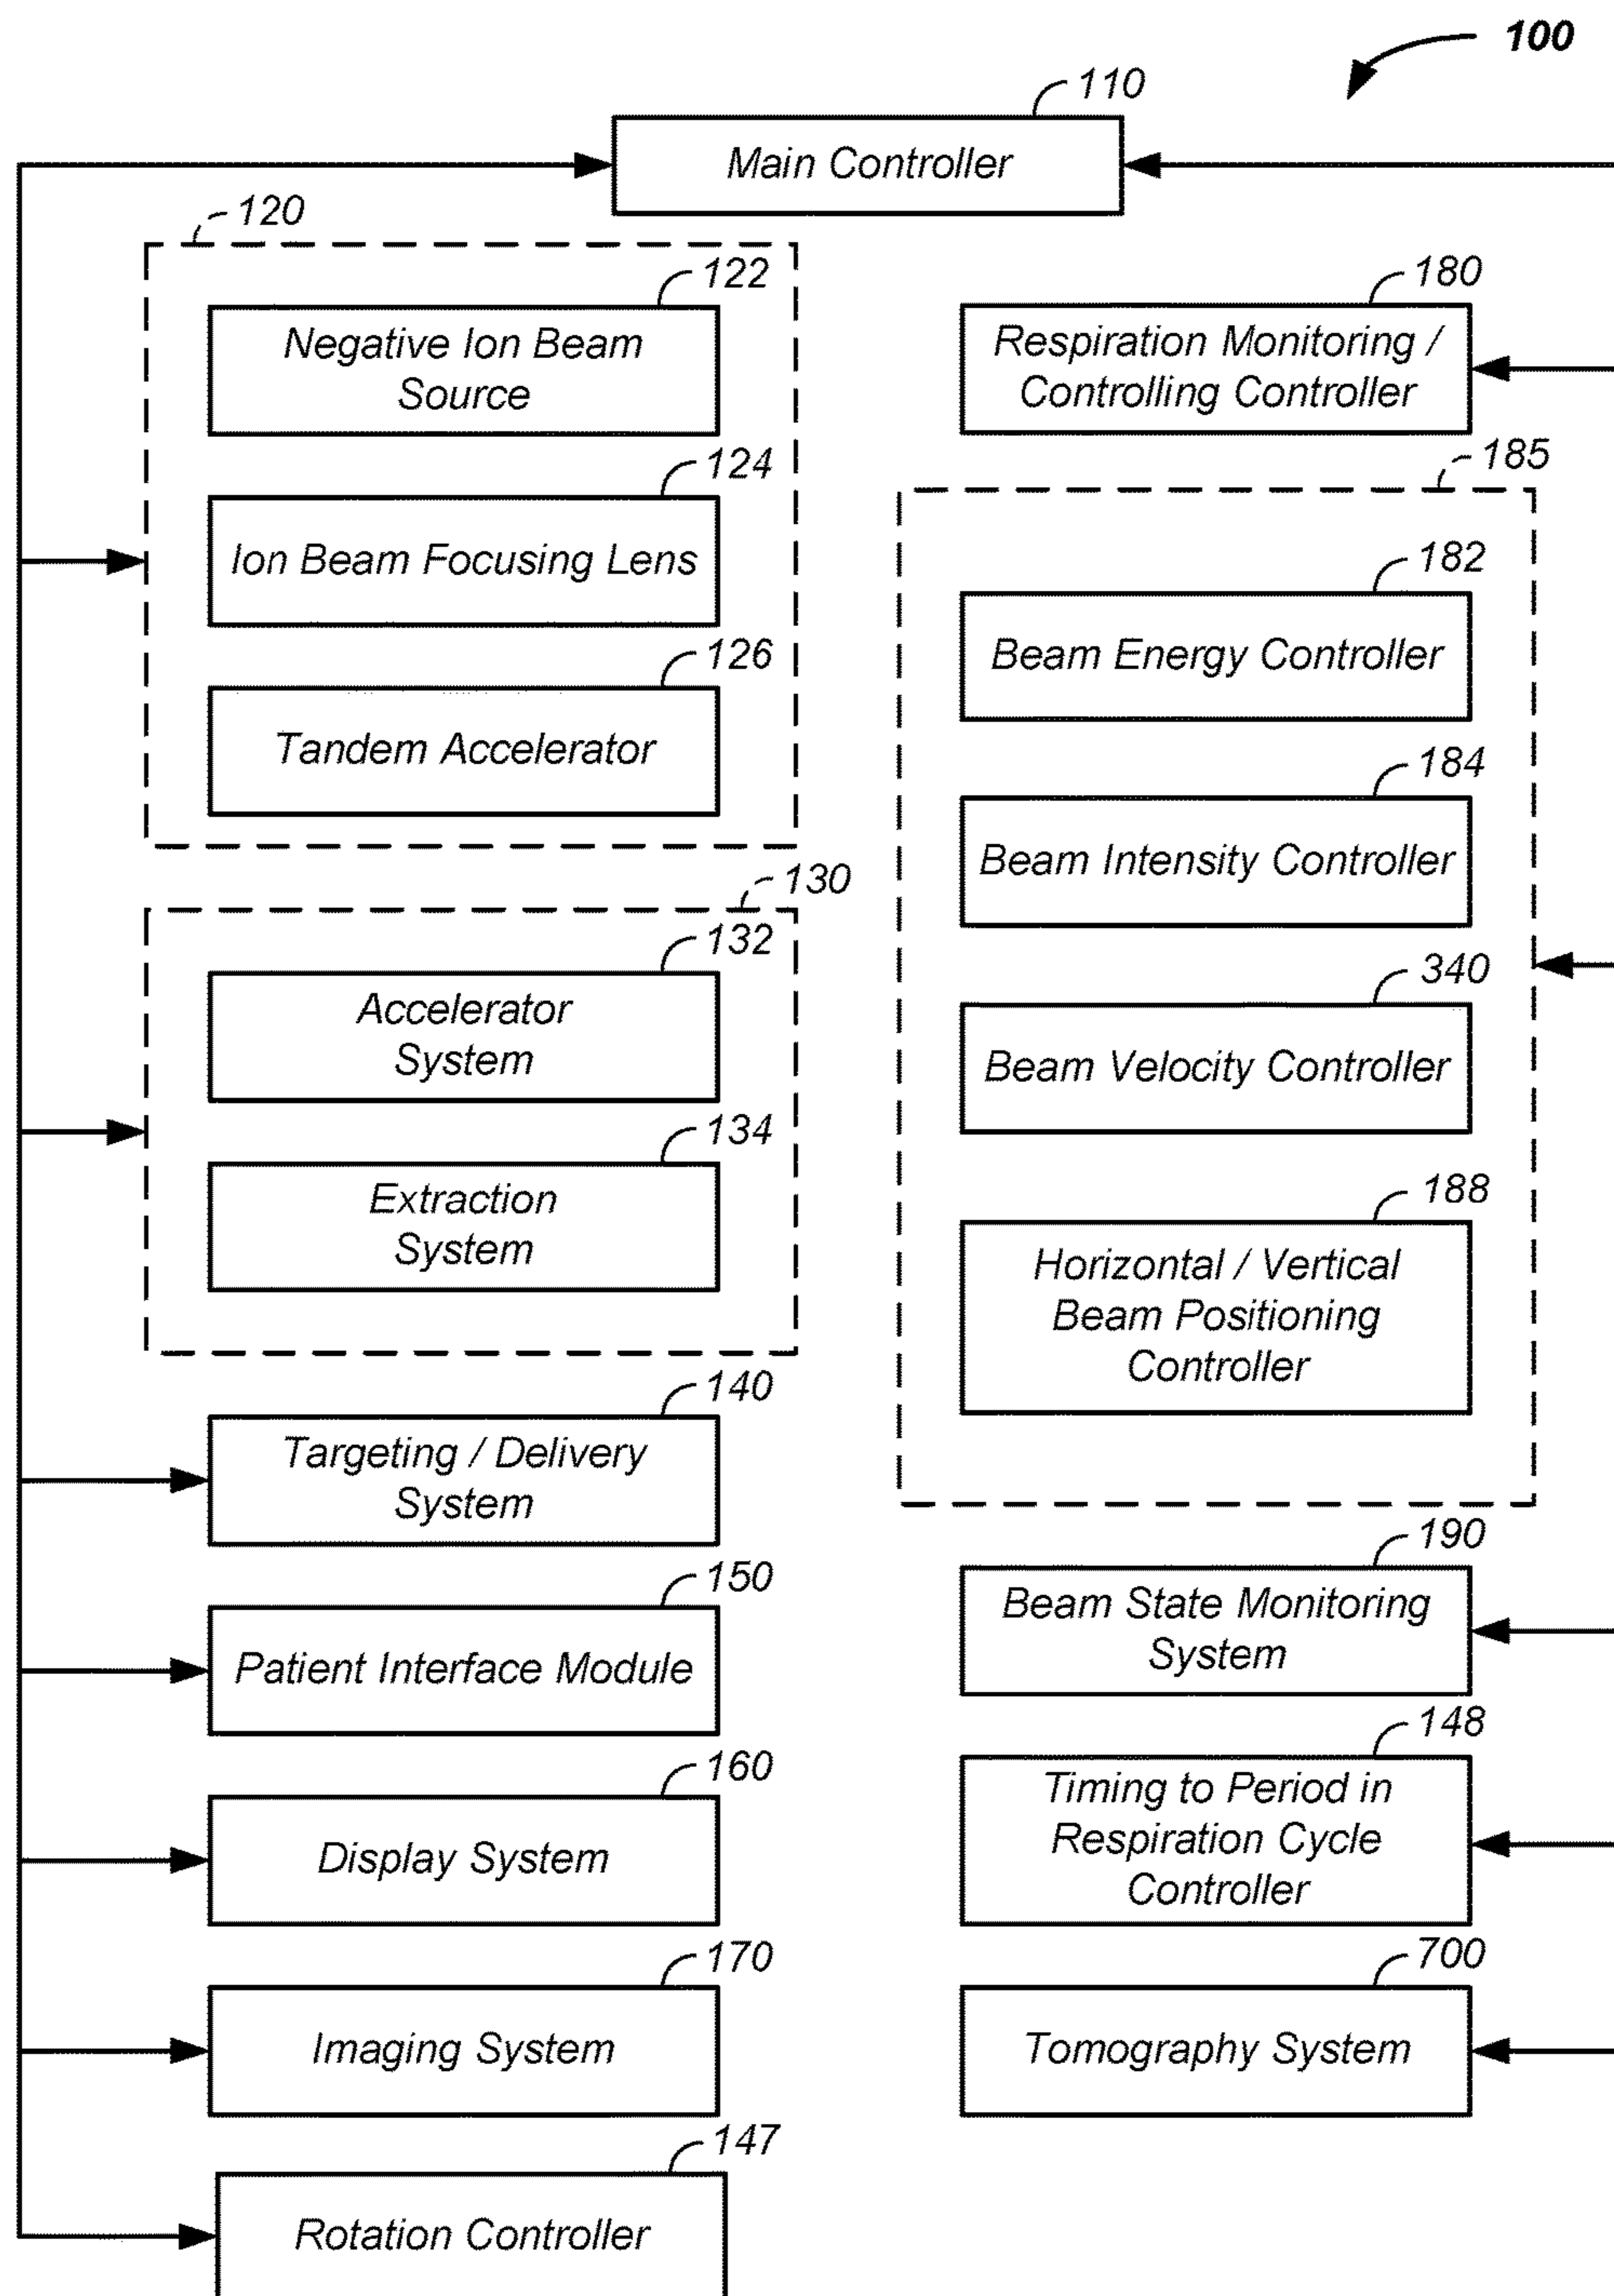 100
110
Main Controller
120
122
Negative Ion Beam
Source
124
Ion Beam Focusing Lens
126
Tandem Accelerator
130
132
Accelerator
System
134
Extraction
System
140
Targeting / Delivery
System
150
Patient Interface Module
160
Display System
170
Imaging System
147
Rotation Controller
180
Respiration Monitoring /
Controlling Controller
185
182
Beam Energy Controller
184
Beam Intensity Controller
340
Beam Velocity Controller
188
Horizontal / Vertical
Beam Positioning
Controller
190
Beam State Monitoring
System
148
Timing to Period in
Respiration Cycle
Controller
700
Tomography System